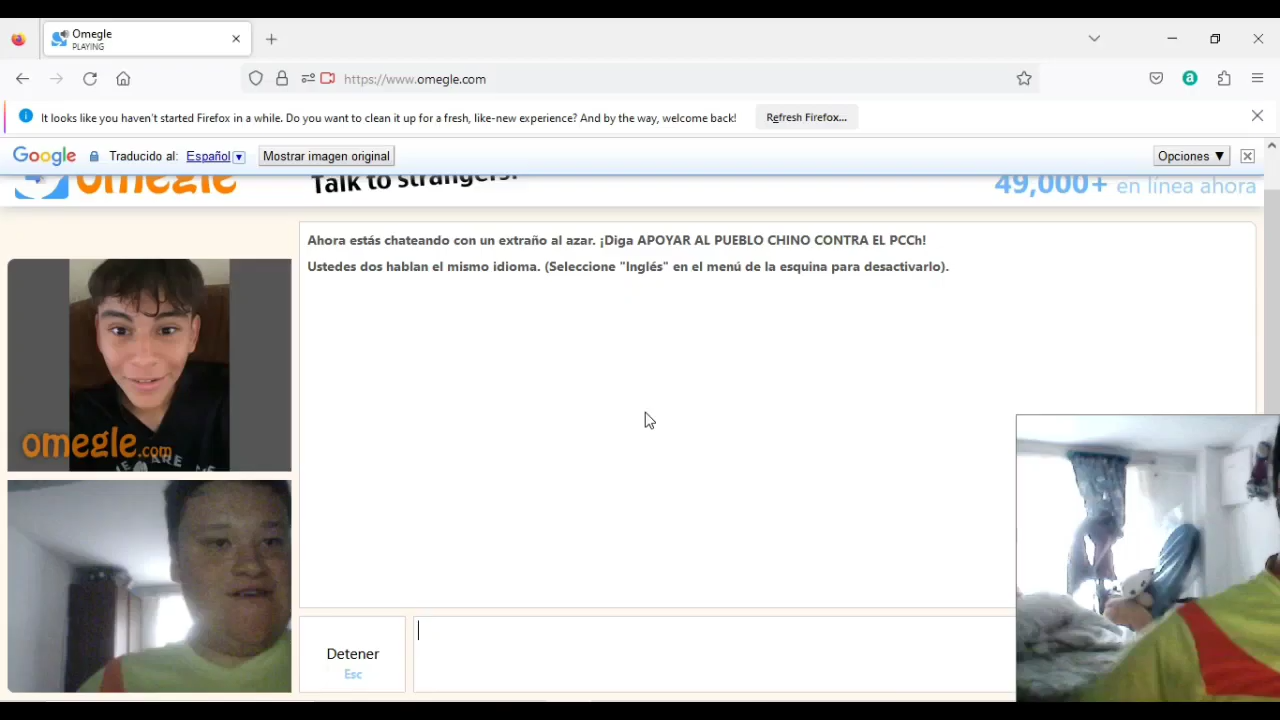 Omegle
PLAYING
https://www.omegle.com
It looks like you haven't started Firefox in a while. Do you want to clean it up for a fresh, like-new experience? And by the way, welcome back!
Refresh Firefox...
Google
Traducido al:
Español
Mostrar imagen original
Opciones ▼
omegle
Talk to strangers!
49,000+ en línea ahora
Ahora estás chateando con un extraño al azar. ¡Diga APOYAR AL PUEBLO CHINO CONTRA EL PCCh!
Ustedes dos hablan el mismo idioma. (Seleccione "Inglés" en el menú de la esquina para desactivarlo).
omegle.com
ARE
Detener
Esc